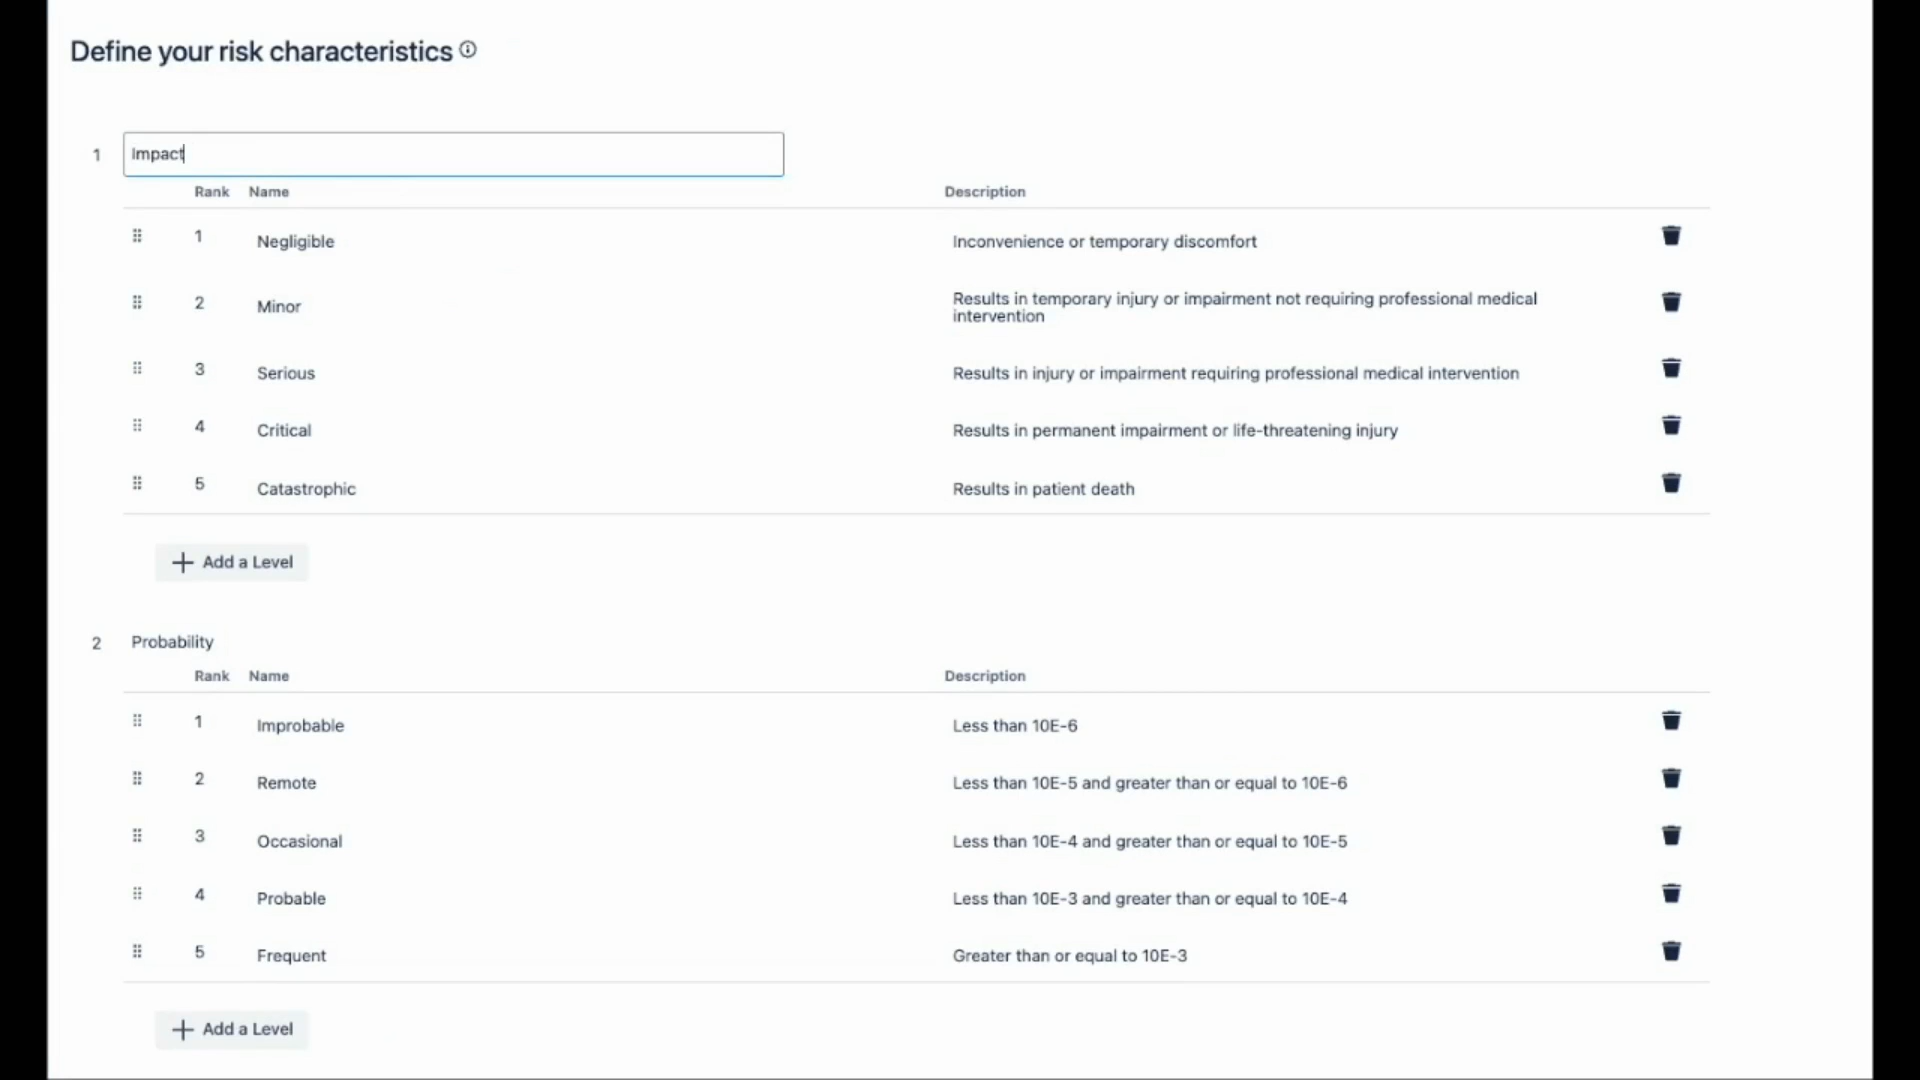 Define your risk characteristics
1 Impact
Rank Name Description
1 Negligible Inconvenience or temporary discomfort
2 Minor Results in temporary injury or impairment not requiring professional medical
intervention
3 Serious Results in injury or impairment requiring professional medical intervention
4 Critical Results in permanent impairment or life-threatening injury
5 Catastrophic Results in patient death
+ Add a Level
2 Probability
Rank Name Description
1 Improbable Less than 10E-6
2 Remote Less than 10E-5 and greater than or equal to 10E-6
3 Occasional Less than 10E-4 and greater than or equal to 10E-5
4 Probable Less than 10E-3 and greater than or equal to 10E-4
5 Frequent Greater than or equal to 10E-3
+ Add a Level